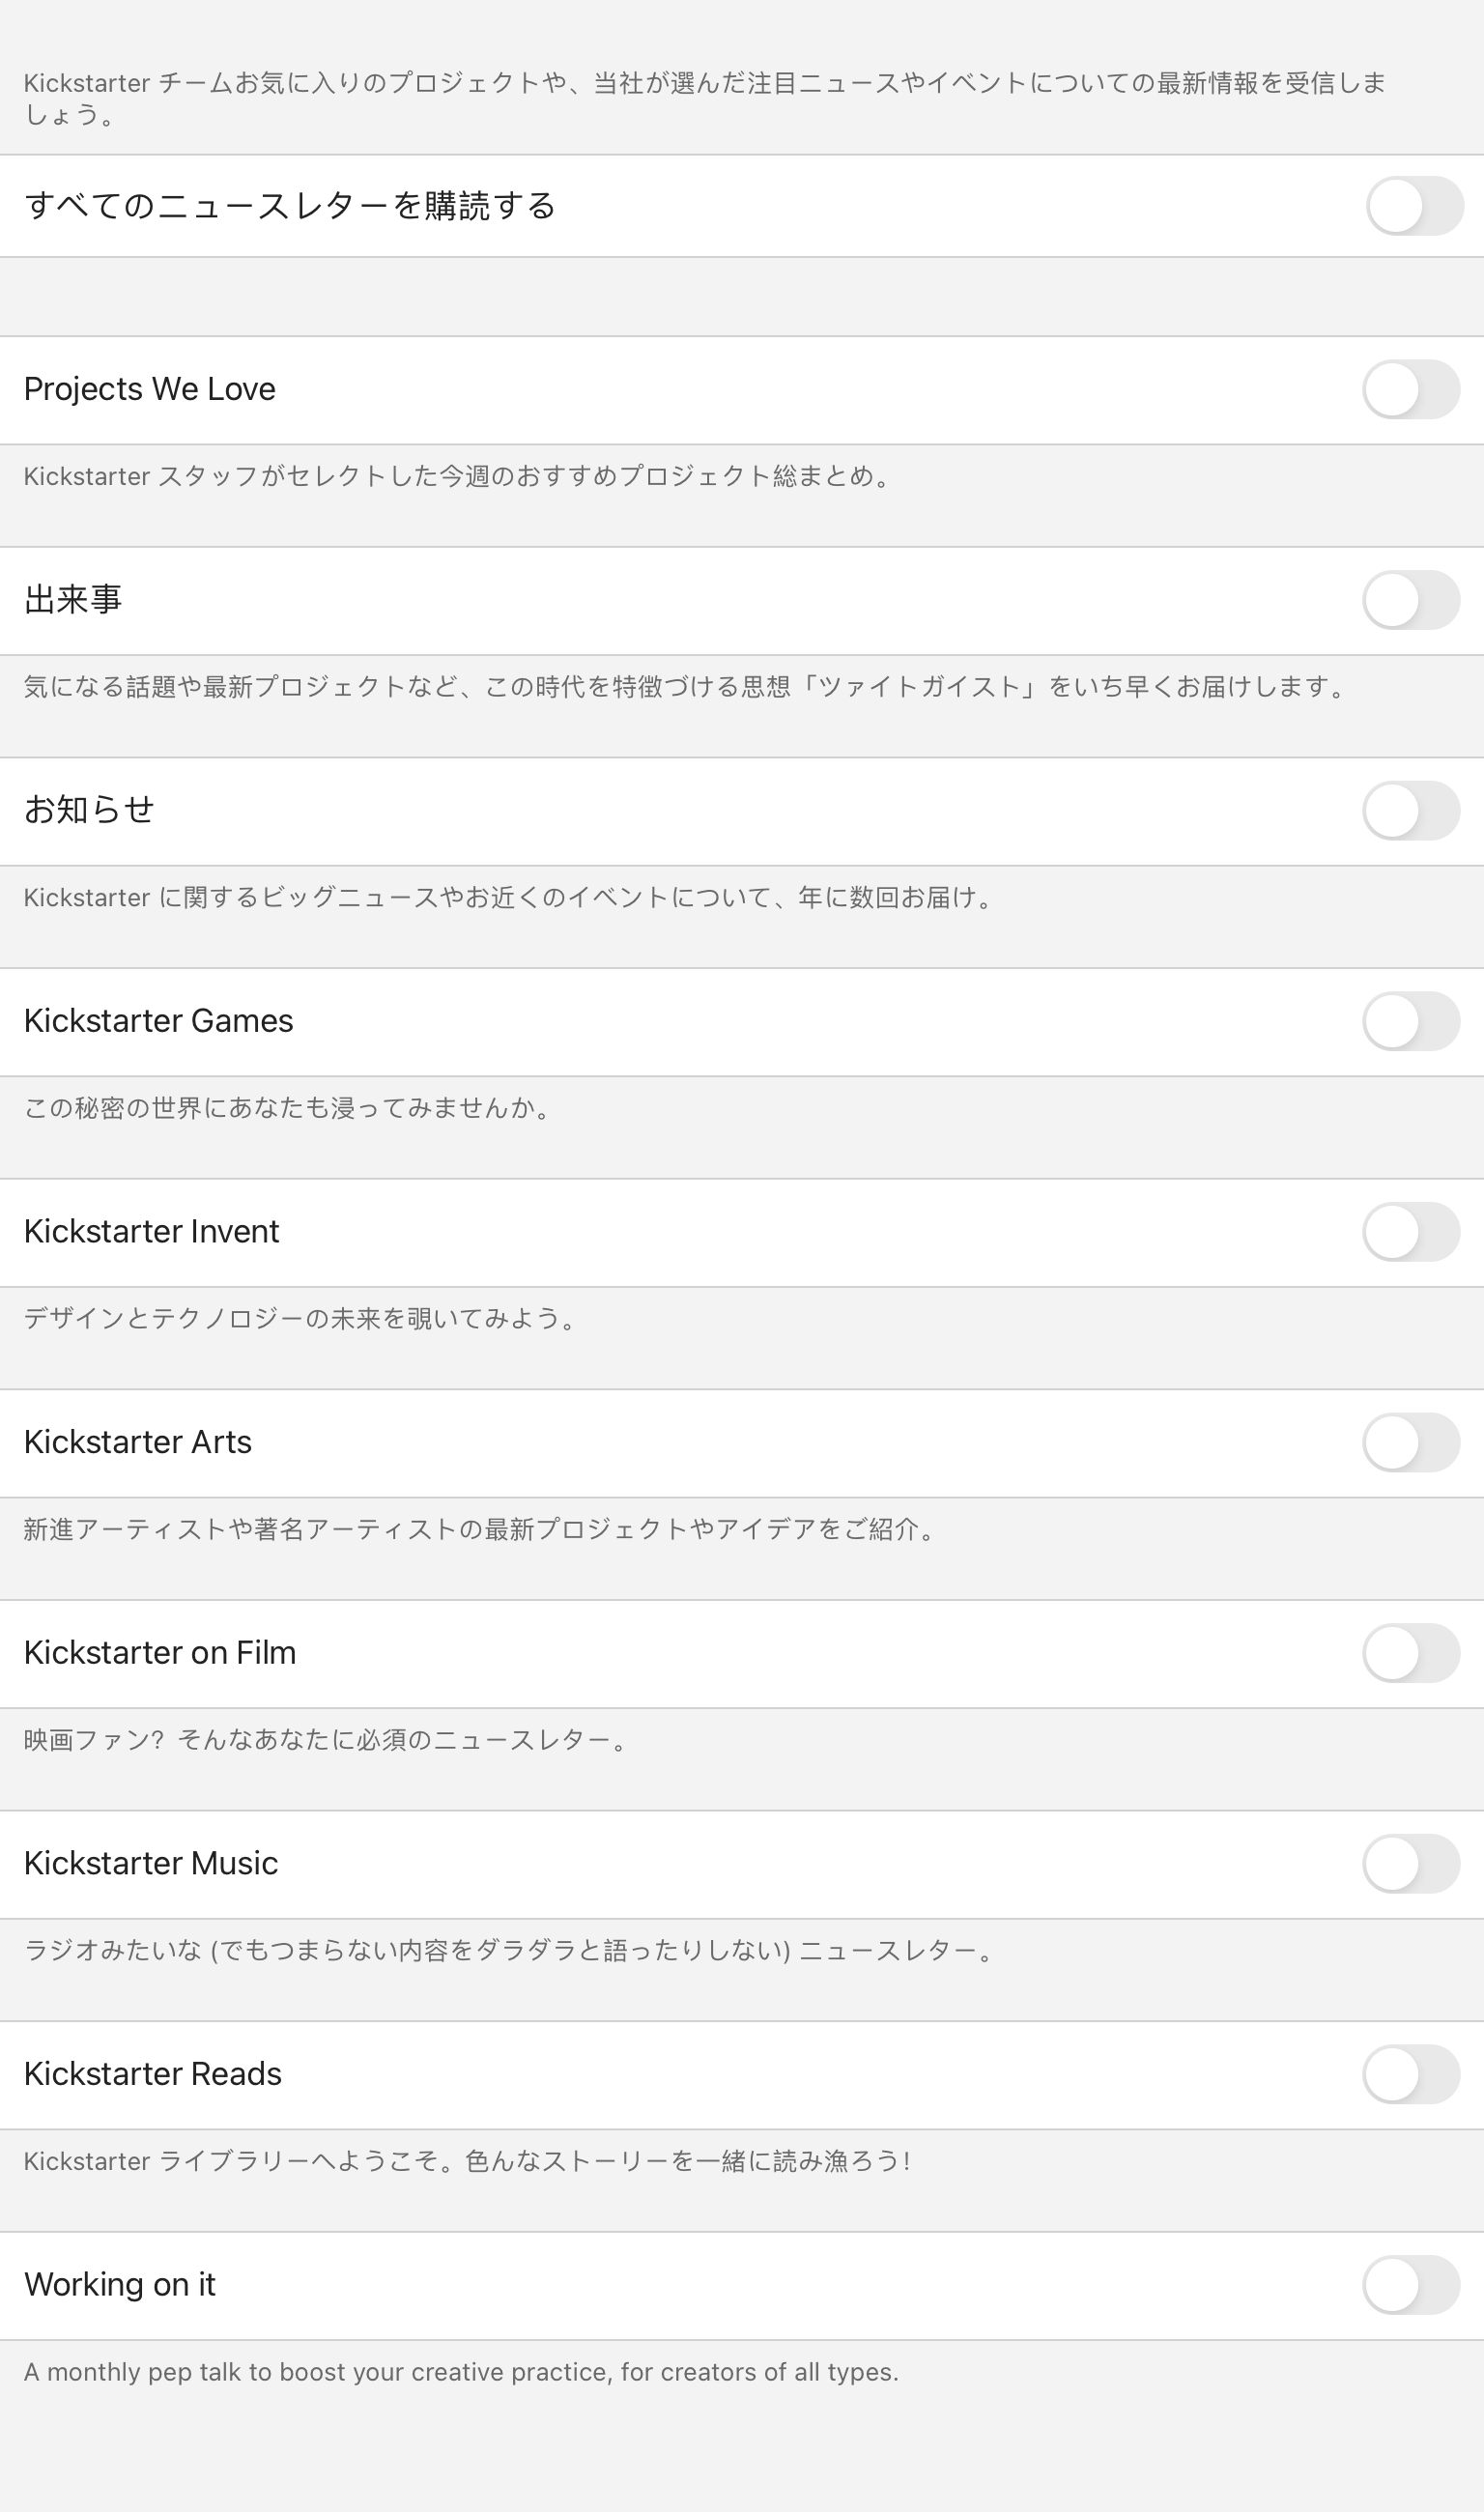 Kickstarter チームお気に入りのプロジェクトや、当社が選んだ注目ニュースやイベントについての最新情報を受信しま
しょう。
すべてのニュースレターを購読する
Projects We Love
Kickstarter スタッフがセレクトした今週のおすすめプロジェクト総まとめ。
出来事
気になる話題や最新プロジェクトなど、この時代を特徴づける思想「ツァイトガイスト」をいち早くお届けします。
お知らせ
Kickstarter に関するビッグニュースやお近くのイベントについて、年に数回お届け。
Kickstarter Games
この秘密の世界にあなたも浸ってみませんか。
Kickstarter Invent
デザインとテクノロジーの未来を覗いてみよう。
Kickstarter Arts
新進アーティストや著名アーティストの最新プロジェクトやアイデアをご紹介。
Kickstarter on Film
映画ファン? そんなあなたに必須のニュースレター。
Kickstarter Music
ラジオみたいな (でもつまらない内容をダラダラと語ったりしない) ニュースレター。
Kickstarter Reads
Kickstarter ライブラリーへようこそ。色んなストーリーを一緒に読み漁ろう!
Working on it
A monthly pep talk to boost your creative practice, for creators of all types.